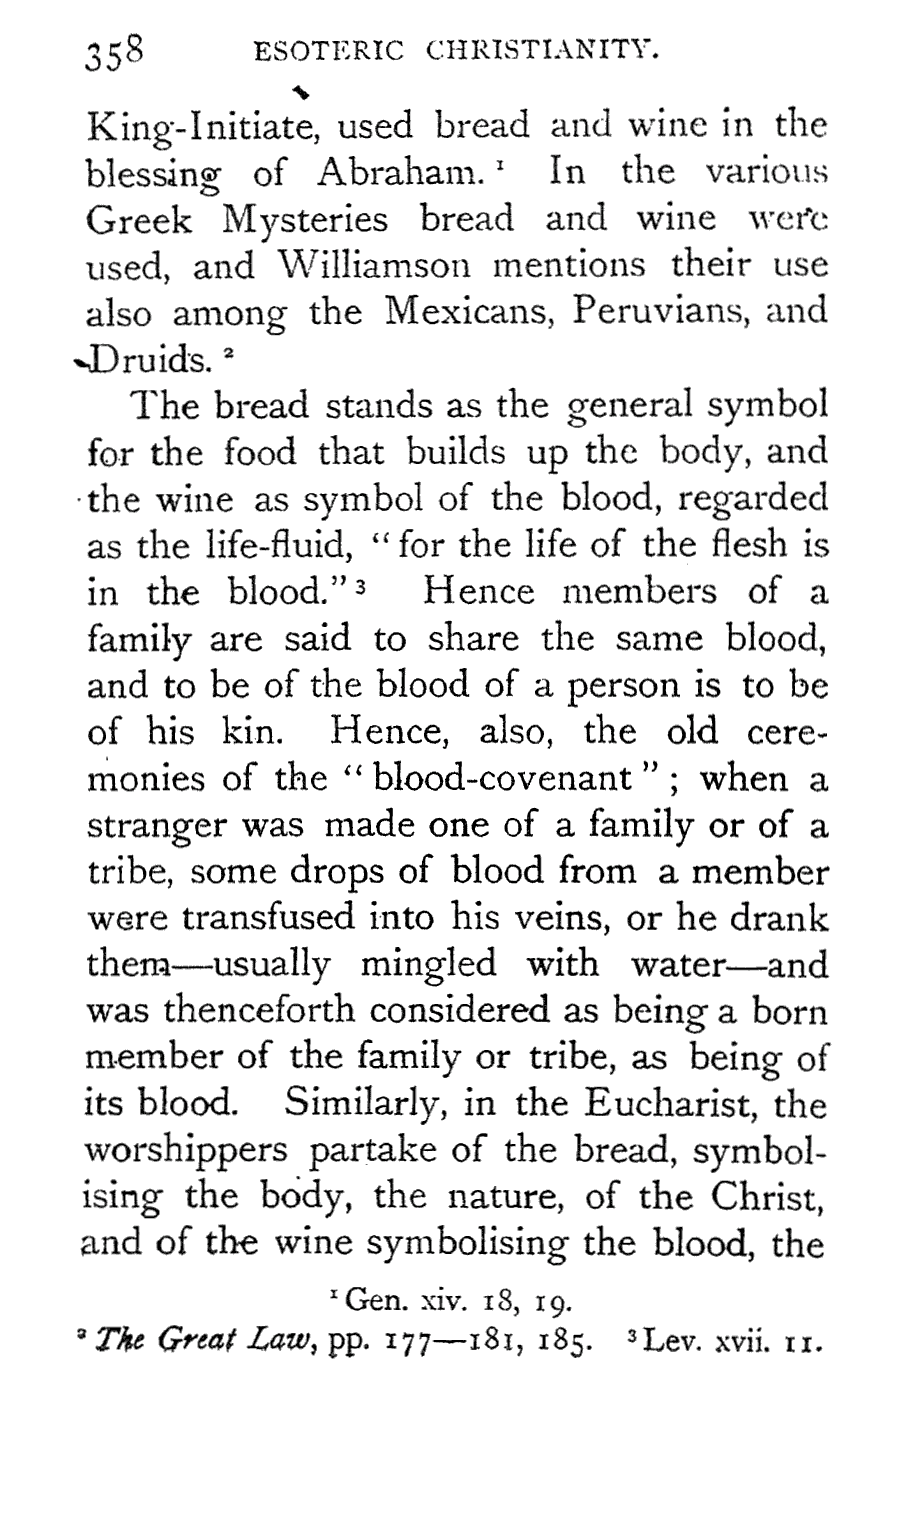 358 ESOTERIC CHRISTIANITY.
King-Initiate, used bread and wine in the
blessing of Abraham. ¹ In the various
Greek Mysteries bread and wine were
used, and Williamson mentions their use
also among the Mexicans, Peruvians, and
Druids. ²
The bread stands as the general symbol
for the food that builds up the body, and
the wine as symbol of the blood, regarded
as the life-fluid, “for the life of the flesh is
in the blood.” ³ Hence members of a
family are said to share the same blood,
and to be of the blood of a person is to be
of his kin. Hence, also, the old cere-
monies of the “blood-covenant”; when a
stranger was made one of a family or of a
tribe, some drops of blood from a member
were transfused into his veins, or he drank
them—usually mingled with water—and
was thenceforth considered as being a born
member of the family or tribe, as being of
its blood. Similarly, in the Eucharist, the
worshippers partake of the bread, symbol-
ising the body, the nature, of the Christ,
and of the wine symbolising the blood, the
¹ Gen. xiv. 18, 19.
² The Great Law, pp. 177—181, 185. ³ Lev. xvii. 11.